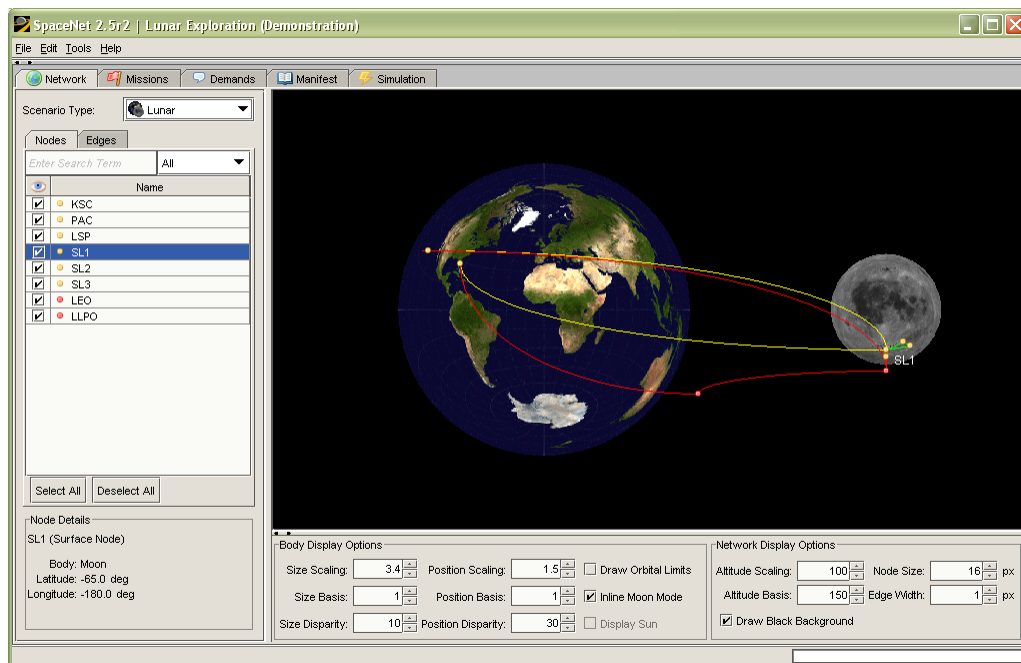 SpaceNet 2.5r2 | Lunar Exploration (Demonstration)
File Edit Tools Help
Network Missions Demands Manifest Simulation
Scenario Type: Lunar
Nodes Edges
Enter Search Term All
Name
KSC
PAC
LSP
SL1
SL2
SL3
LEO
LLPO
Select All Deselect All
Node Details
SL1 (Surface Node)
Body: Moon
Latitude: -65.0 deg
Longitude: -180.0 deg
SL1
Body Display Options
Size Scaling: 3.4 Position Scaling: 1.5 Draw Orbital Limits
Size Basis: 1 Position Basis: 1 Inline Moon Mode
Size Disparity: 10 Position Disparity: 30 Display Sun
Network Display Options
Altitude Scaling: 100 Node Size: 16 px
Altitude Basis: 150 Edge Width: 1 px
Draw Black Background